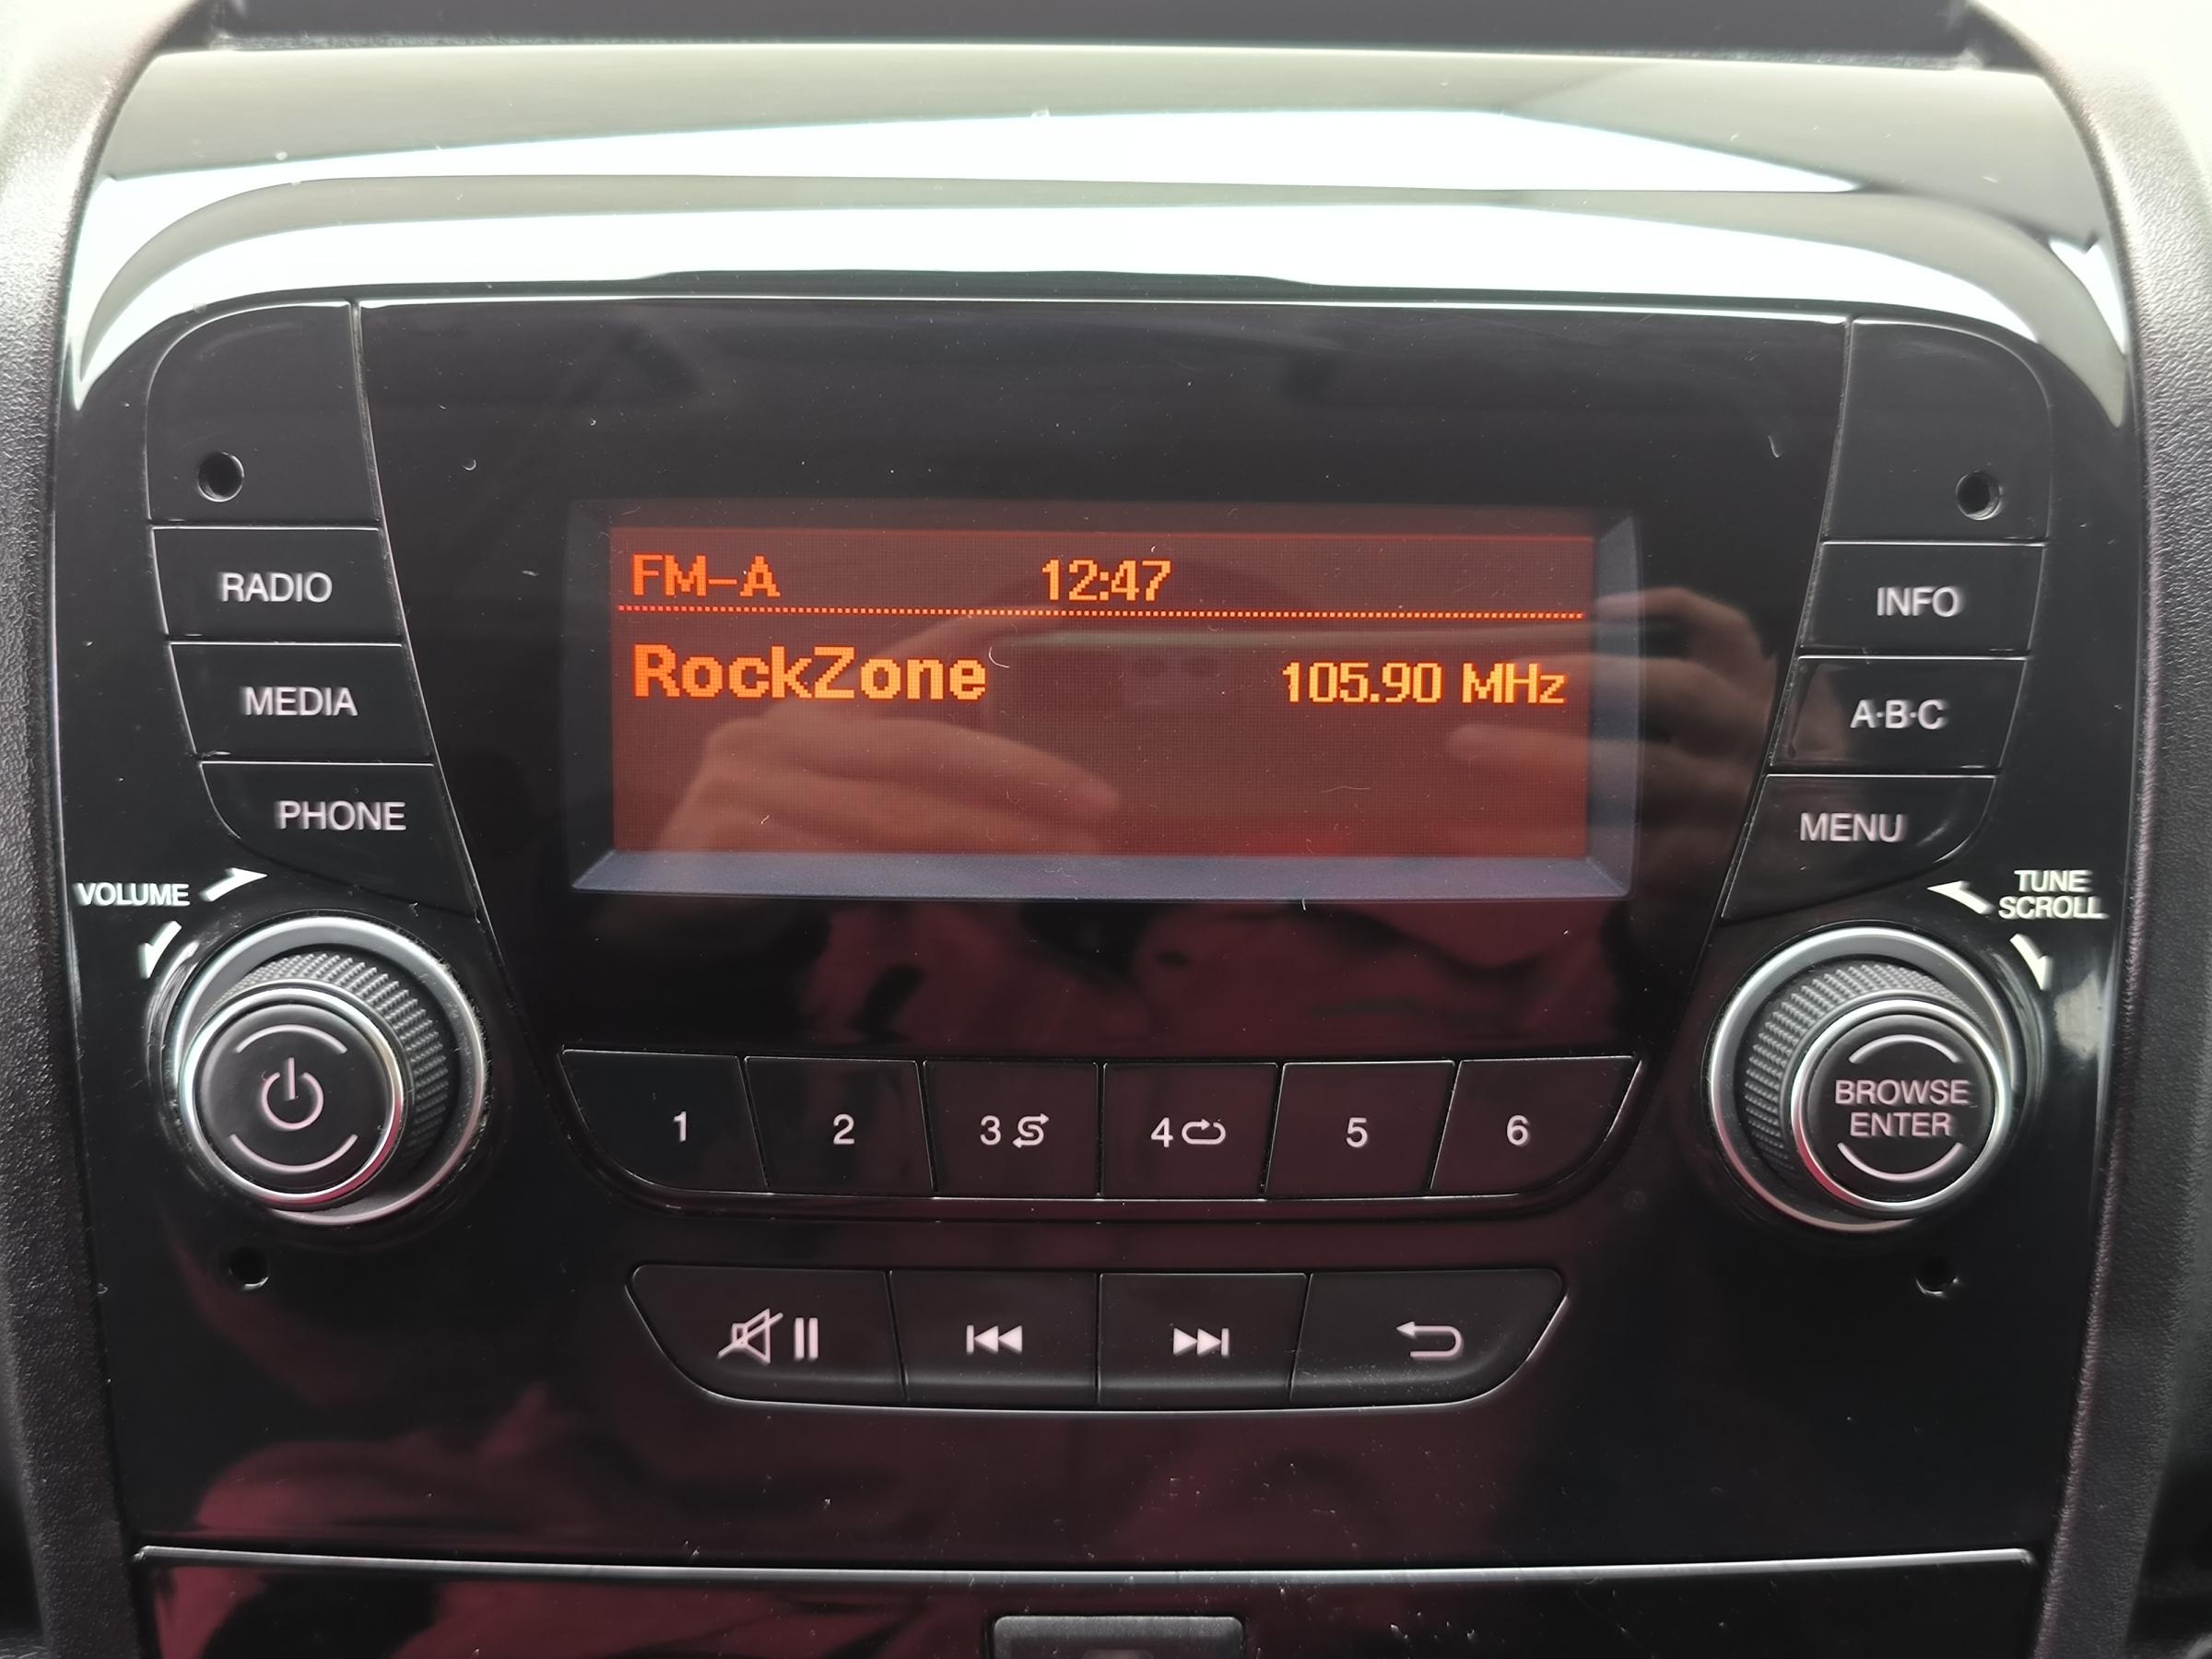 FM-A 12:47
RockZone 105.90 MHz
RADIO
MEDIA
PHONE
VOLUME
INFO
A·B·C
MENU
TUNE
SCROLL
BROWSE
ENTER
1 2 3 4 5 6